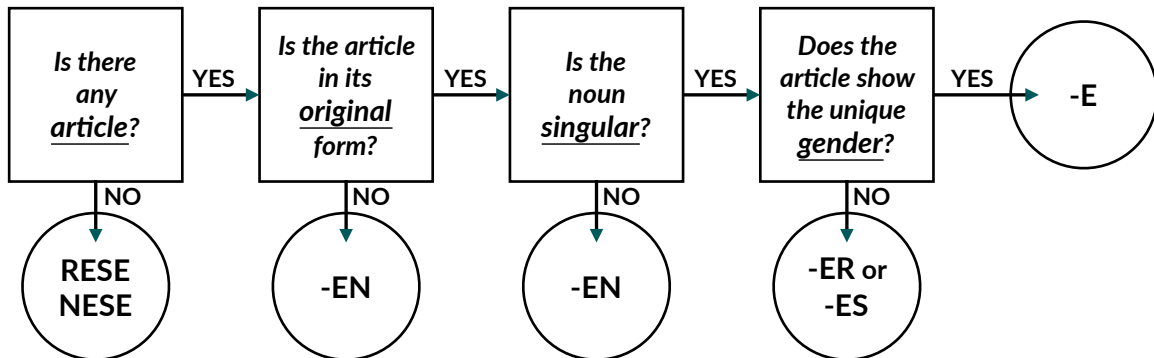 Is there
any
article?
YES
NO
RESE
NESE
Is the article
in its
original
form?
YES
NO
-EN
Is the
noun
singular?
YES
NO
-EN
Does the
article show
the unique
gender?
YES
NO
-ER or
-ES
-E